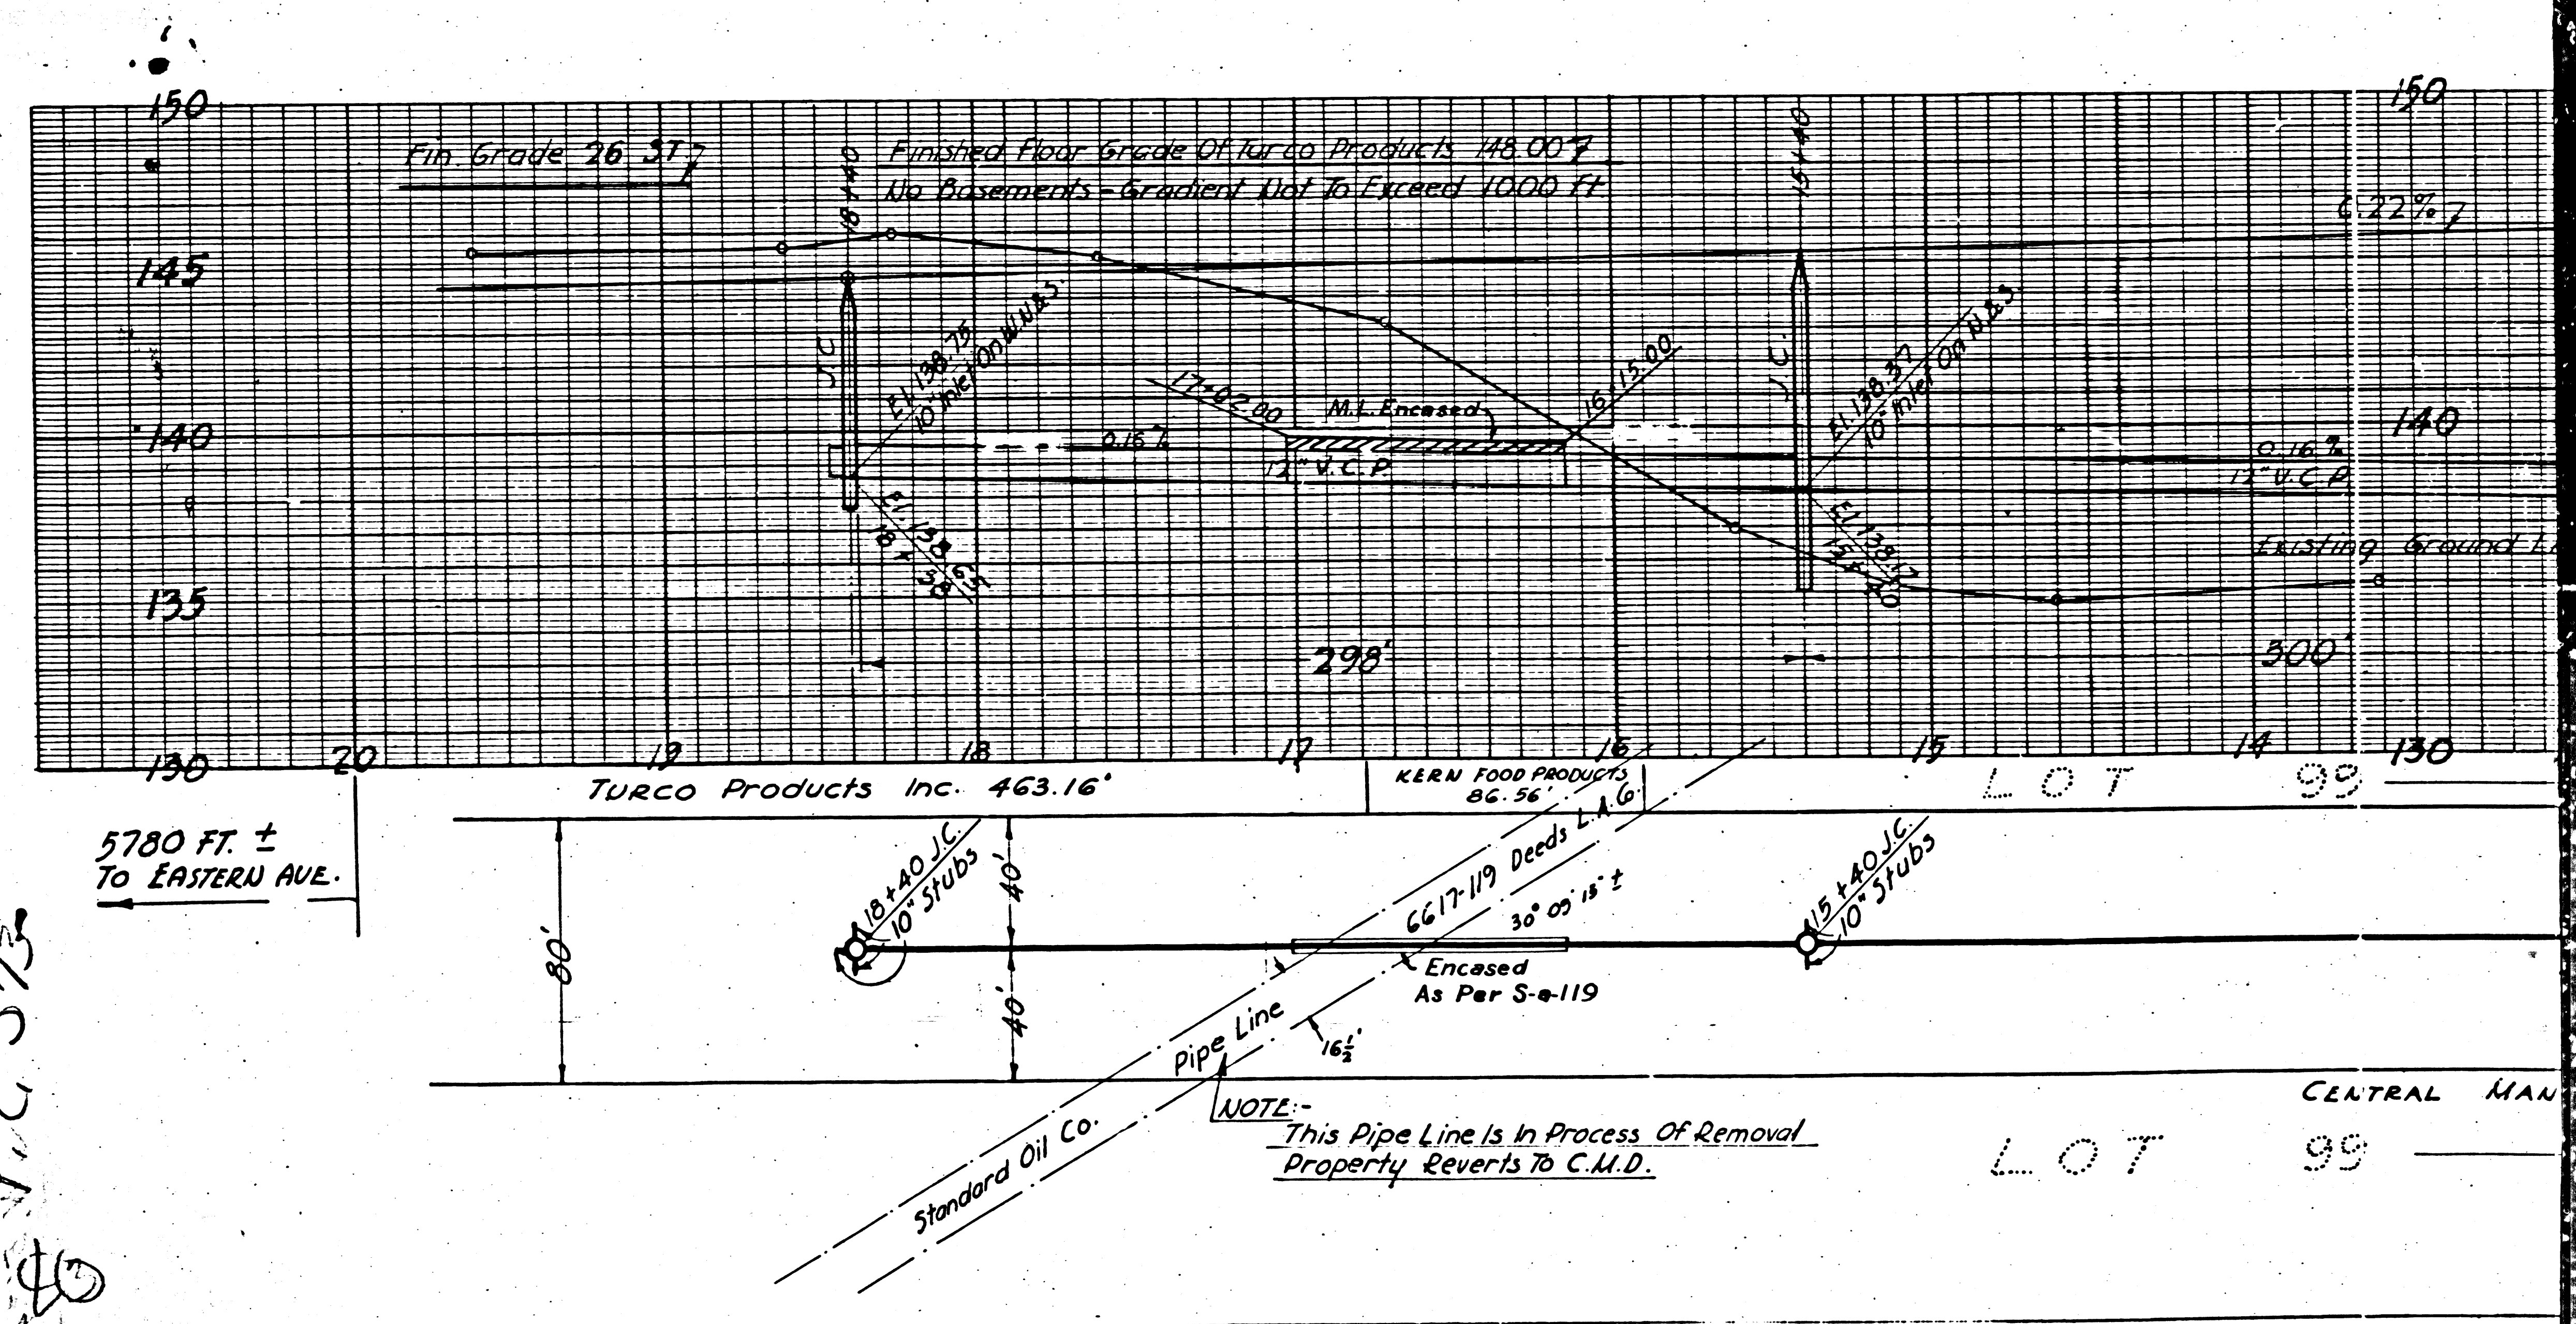 150
150
Fin. Grade 26 ST
Finished Floor Grade Of Turco Products 148.00
No Basements - Gradient Not To Exceed 10.00 ft.
18+40
15+40
0.22%
145
J.C.
El. 138.75
10" Inlet On W.N.&S.
J.C.
El. 138.37
10" Inlet On N.&S.
17+02.00
M.L. Encased
16+15.00
140
0.16%
12" V.C.P.
140
0.16%
12" V.C.P.
El. 138.65
18+38
El. 138.17
15+40
Existing Ground
135
298'
300'
130
20
19
18
17
16
15
14
130
TURCO Products Inc. 463.16'
KERN FOOD PRODUCTS
86.56'
LOT 99
5780 FT. ±
TO EASTERN AVE.
80'
40'
40'
18+40 J.C.
10" Stubs
6617-119 Deeds L.A.Co.
30° 09' 15" ±
15+40 J.C.
10" Stubs
Encased
As Per S-a-119
16½'
Standard Oil Co.
Pipe Line
NOTE:-
This Pipe Line Is In Process Of Removal
Property Reverts To C.M.D.
CENTRAL MAN
LOT 99